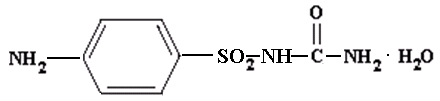 O
NH₂ SO₂NH C NH₂ · H₂O